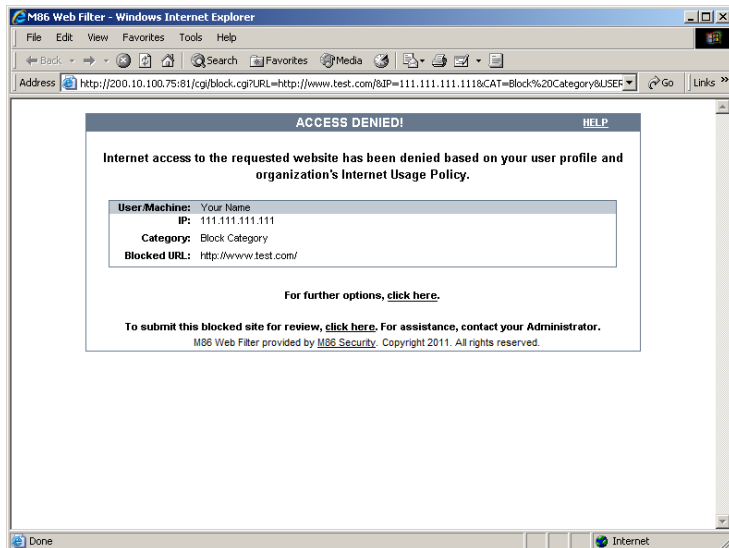 M86 Web Filter - Windows Internet Explorer
File Edit View Favorites Tools Help
Back Search Favorites Media
Address http://200.10.100.75:81/cgi/block.cgi?URL=http://www.test.com/&IP=111.111.111.111&CAT=Block%20Category&USER Go Links »
ACCESS DENIED! HELP
Internet access to the requested website has been denied based on your user profile and
organization's Internet Usage Policy.
User/Machine: Your Name
IP: 111.111.111.111
Category: Block Category
Blocked URL: http://www.test.com/
For further options, click here.
To submit this blocked site for review, click here. For assistance, contact your Administrator.
M86 Web Filter provided by M86 Security. Copyright 2011. All rights reserved.
Done Internet